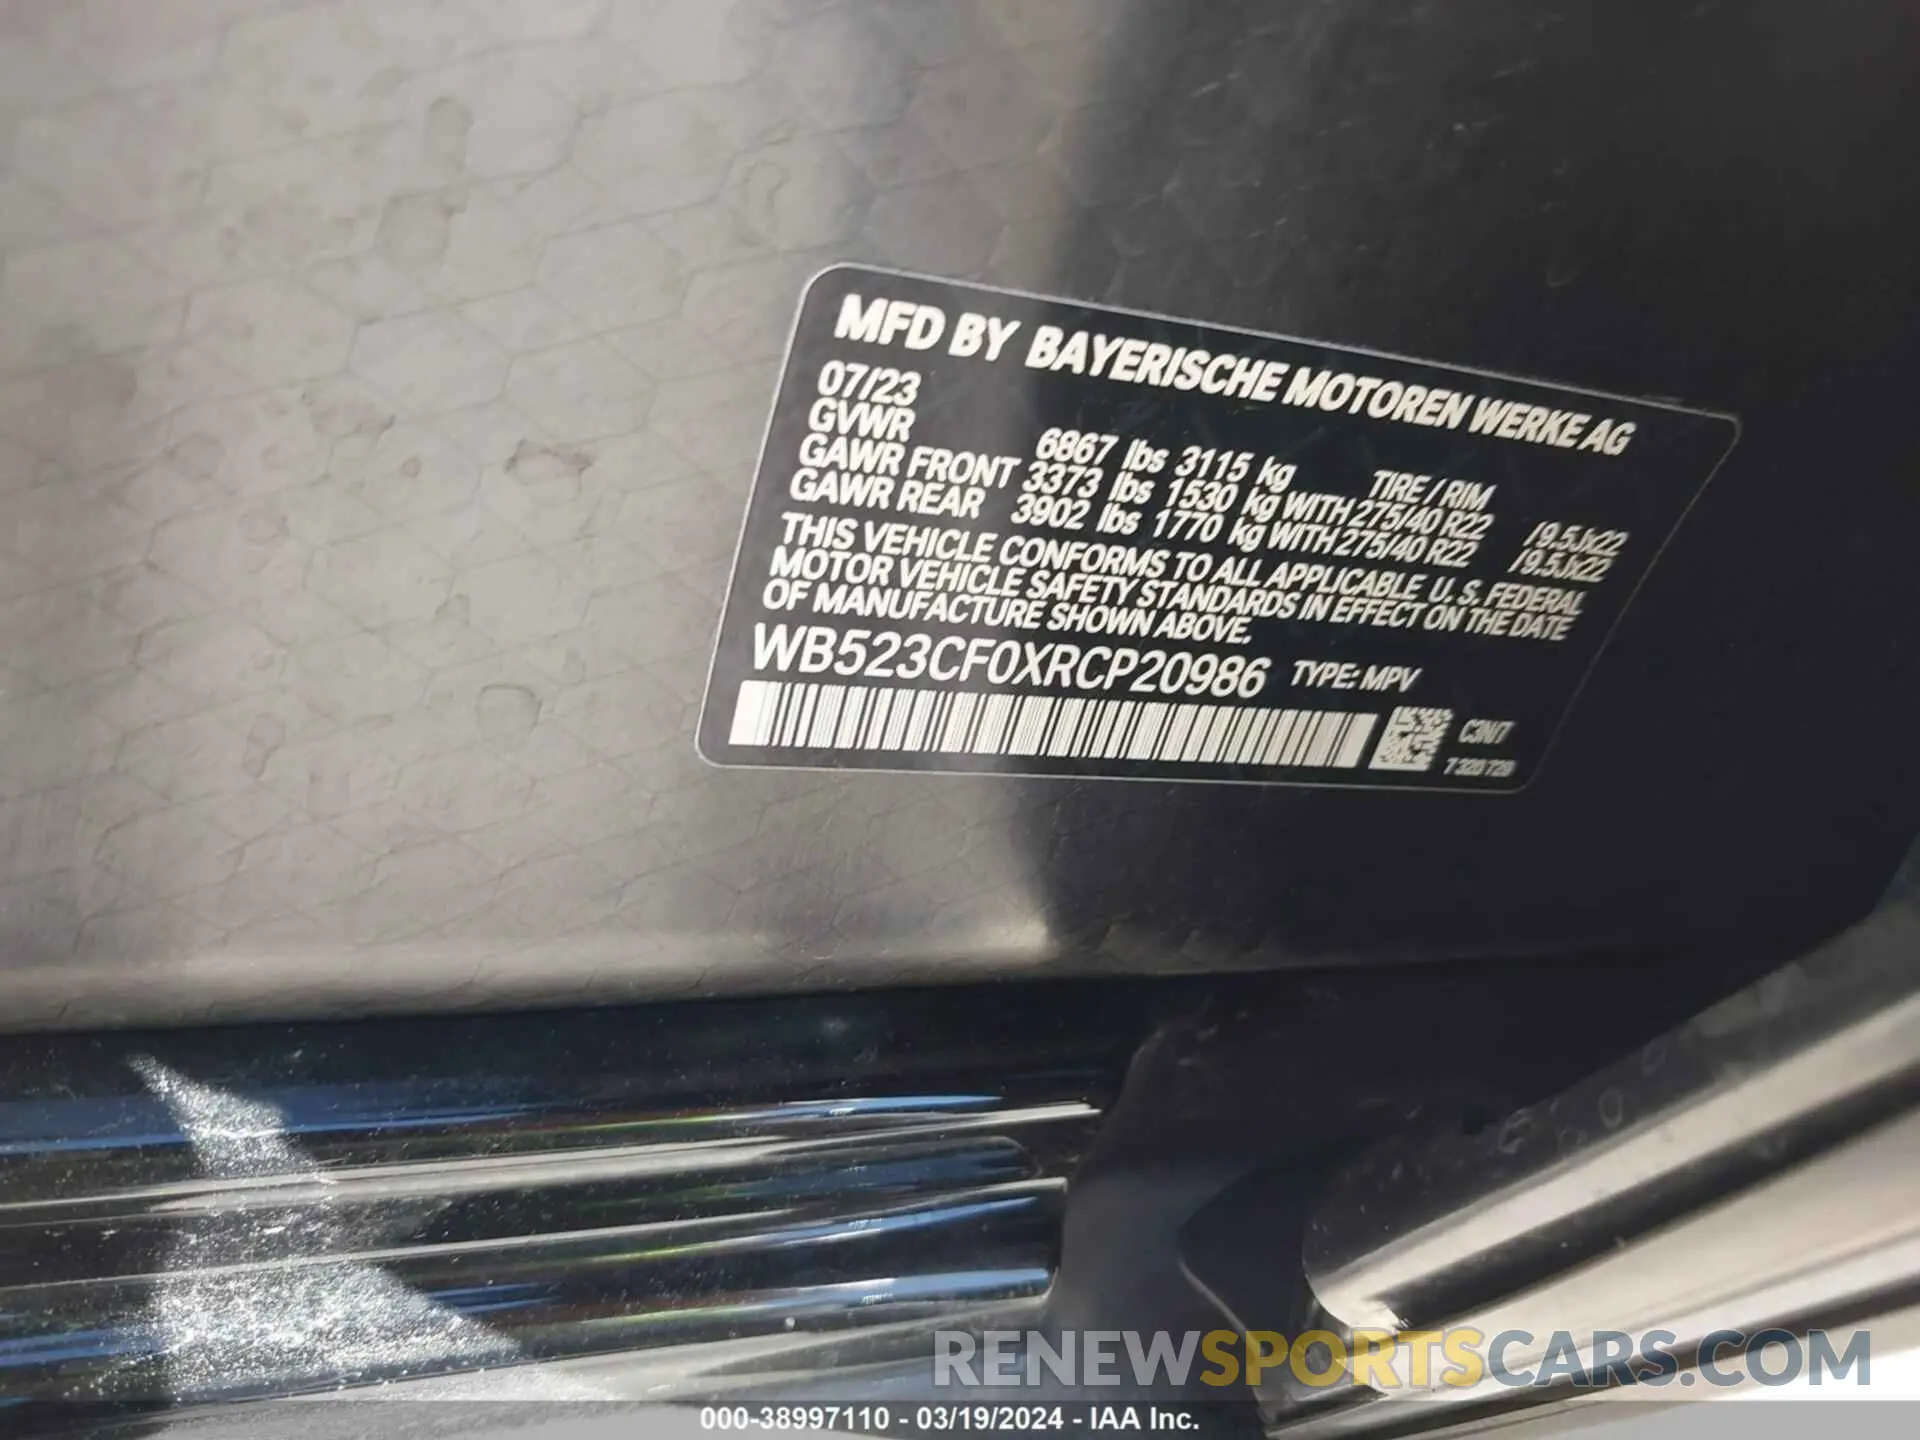 MFD BY BAYERISCHE MOTOREN WERKE AG
07/23
GVWR 6867 lbs 3115 kg TIRE / RIM
GAWR FRONT 3373 lbs 1530 kg WITH 275/40 R22 /9.5Jx22
GAWR REAR 3902 lbs 1770 kg WITH 275/40 R22 /9.5Jx22
THIS VEHICLE CONFORMS TO ALL APPLICABLE U.S. FEDERAL
MOTOR VEHICLE SAFETY STANDARDS IN EFFECT ON THE DATE
OF MANUFACTURE SHOWN ABOVE.
WB523CF0XRCP20986 TYPE: MPV
7 320 729
RENEWSPORTSCARS.COM
000-38997110 - 03/19/2024 - IAA Inc.